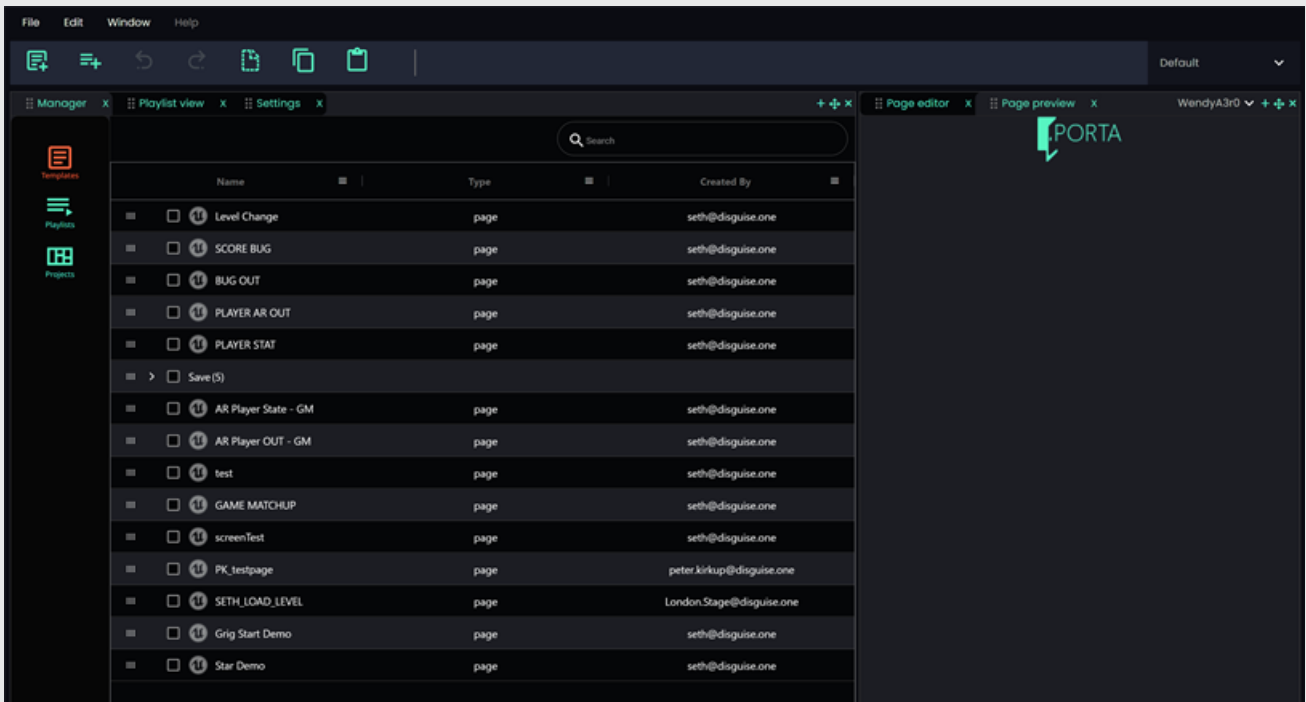 File Edit Window Help
Default
Manager x Playlist view x Settings x
Page editor x Page preview x WendyA3r0
PORTA
Search
Templates
Playlists
Projects
Name Type Created By
Level Change page seth@disguise.one
SCORE BUG page seth@disguise.one
BUG OUT page seth@disguise.one
PLAYER AR OUT page seth@disguise.one
PLAYER STAT page seth@disguise.one
Save (5)
AR Player State - GM page seth@disguise.one
AR Player OUT - GM page seth@disguise.one
test page seth@disguise.one
GAME MATCHUP page seth@disguise.one
screenTest page seth@disguise.one
PK_testpage page peter.kirkup@disguise.one
SETH_LOAD_LEVEL page London.Stage@disguise.one
Grig Start Demo page seth@disguise.one
Star Demo page seth@disguise.one